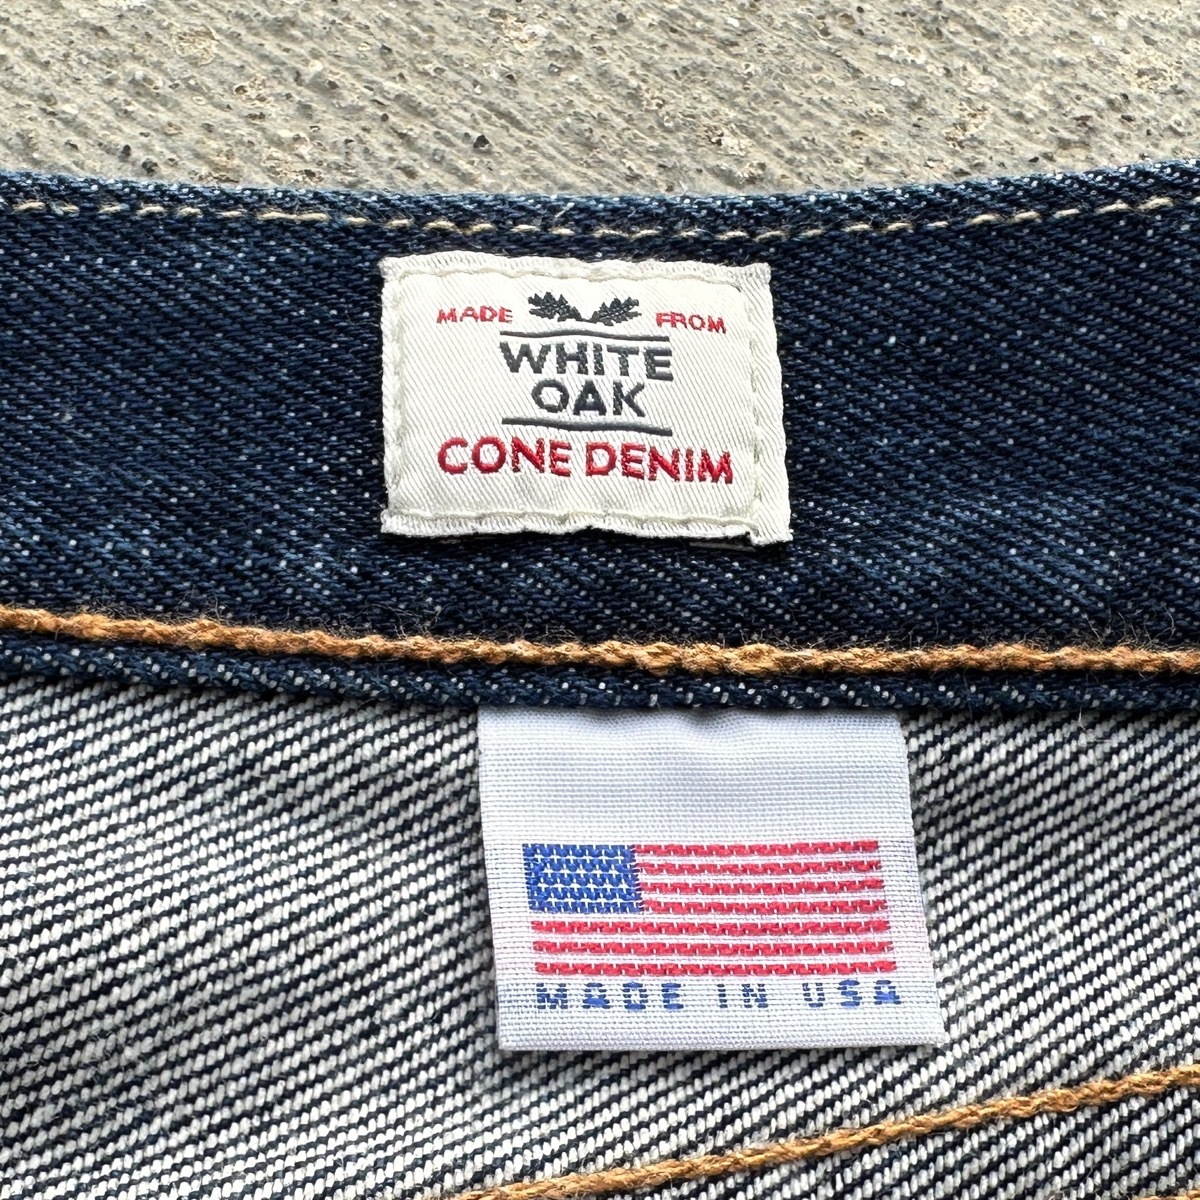 MADE FROM
WHITE
OAK
CONE DENIM
MADE IN USA